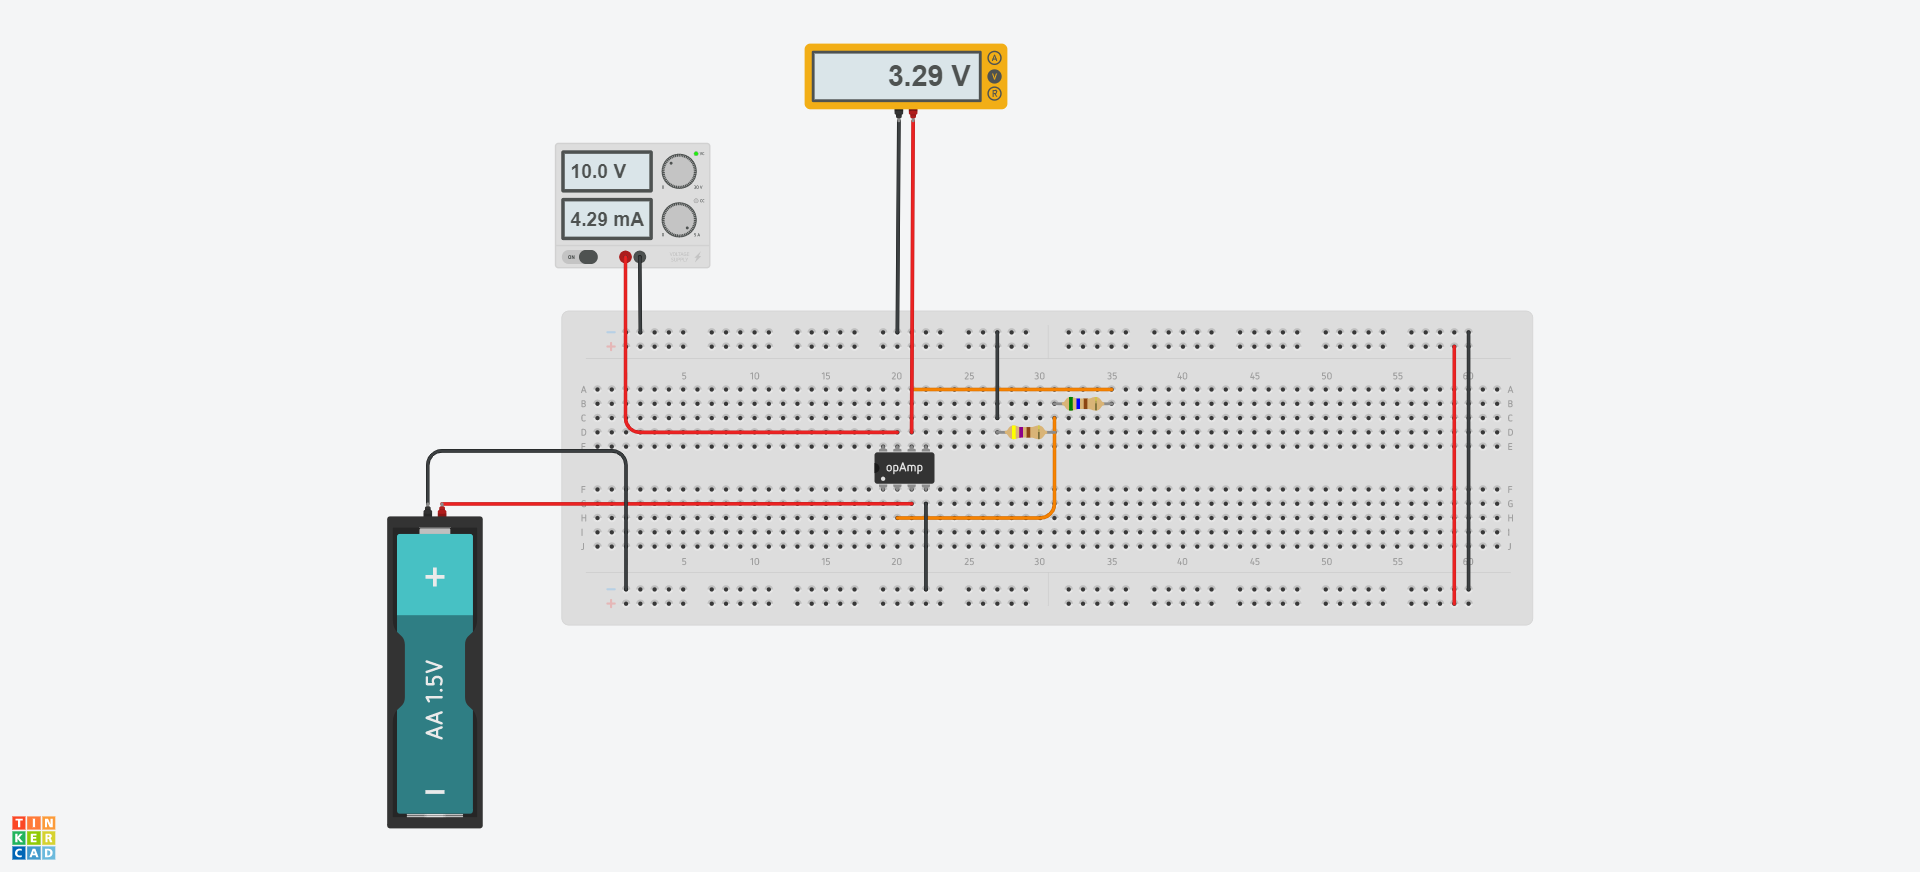 3.29 V
A
V
R
10.0 V
4.29 mA
ON
VOLTAGE
SUPPLY
− 
+
5 10 15 20 25 30 35 40 45 50 55 60
A A
B B
C C
D D
E E
opAmp
F F
G G
H H
I I
J J
5 10 15 20 25 30 35 40 45 50 55 60
−
+
+
AA 1.5V
−
TIN
KER
CAD